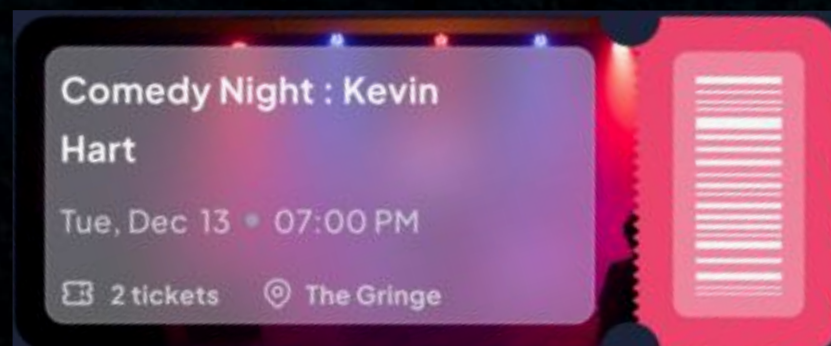 Comedy Night : Kevin
Hart
Tue, Dec 13 • 07:00 PM
2 tickets The Gringe